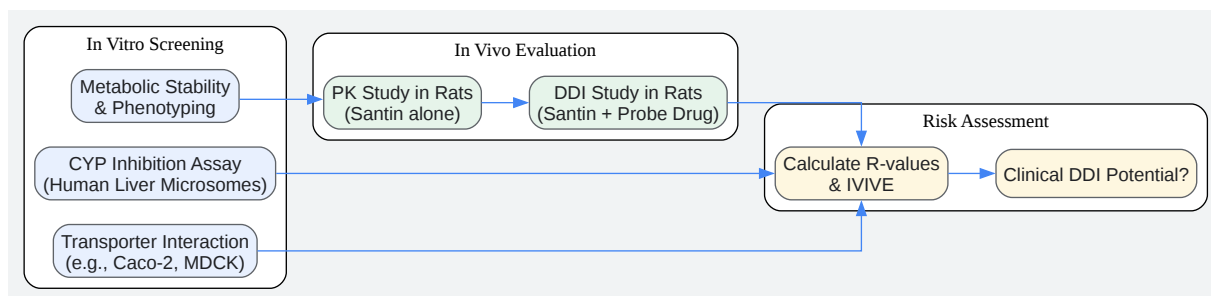 In Vitro Screening
Metabolic Stability
& Phenotyping
CYP Inhibition Assay
(Human Liver Microsomes)
Transporter Interaction
(e.g., Caco-2, MDCK)
In Vivo Evaluation
PK Study in Rats
(Santin alone)
DDI Study in Rats
(Santin + Probe Drug)
Risk Assessment
Calculate R-values
& IVIVE
Clinical DDI Potential?